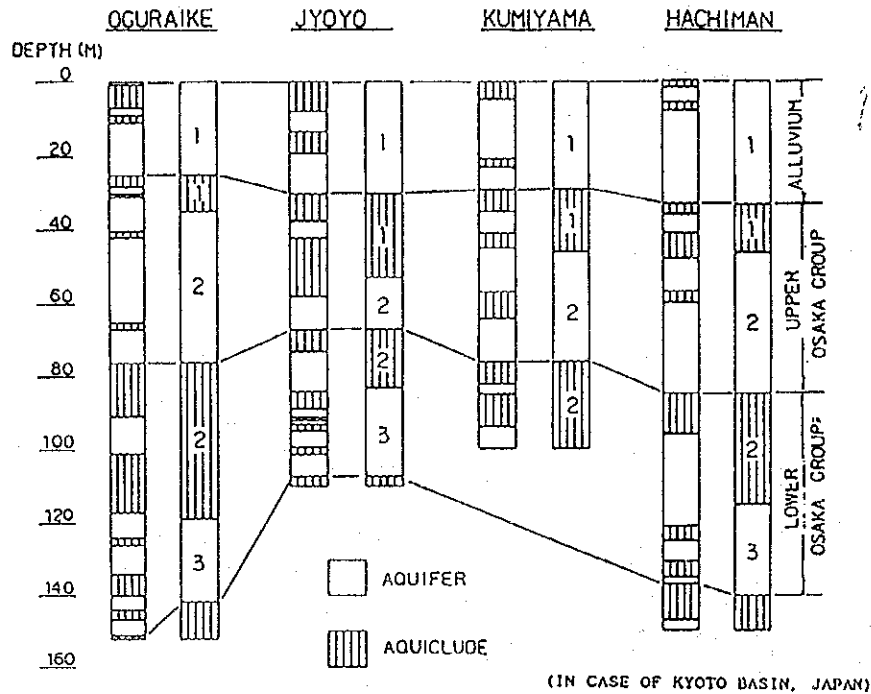 OGURAIKE JYOYO KUMIYAMA HACHIMAN
DEPTH (M)
0
20
40
60
80
100
120
140
160
1
1
2
2
3
1
1
2
2
3
1
1
2
2
1
1
2
2
3
ALLUVIUM
UPPER
OSAKA GROUP
LOWER
OSAKA GROUP
AQUIFER
AQUICLUDE
(IN CASE OF KYOTO BASIN, JAPAN)